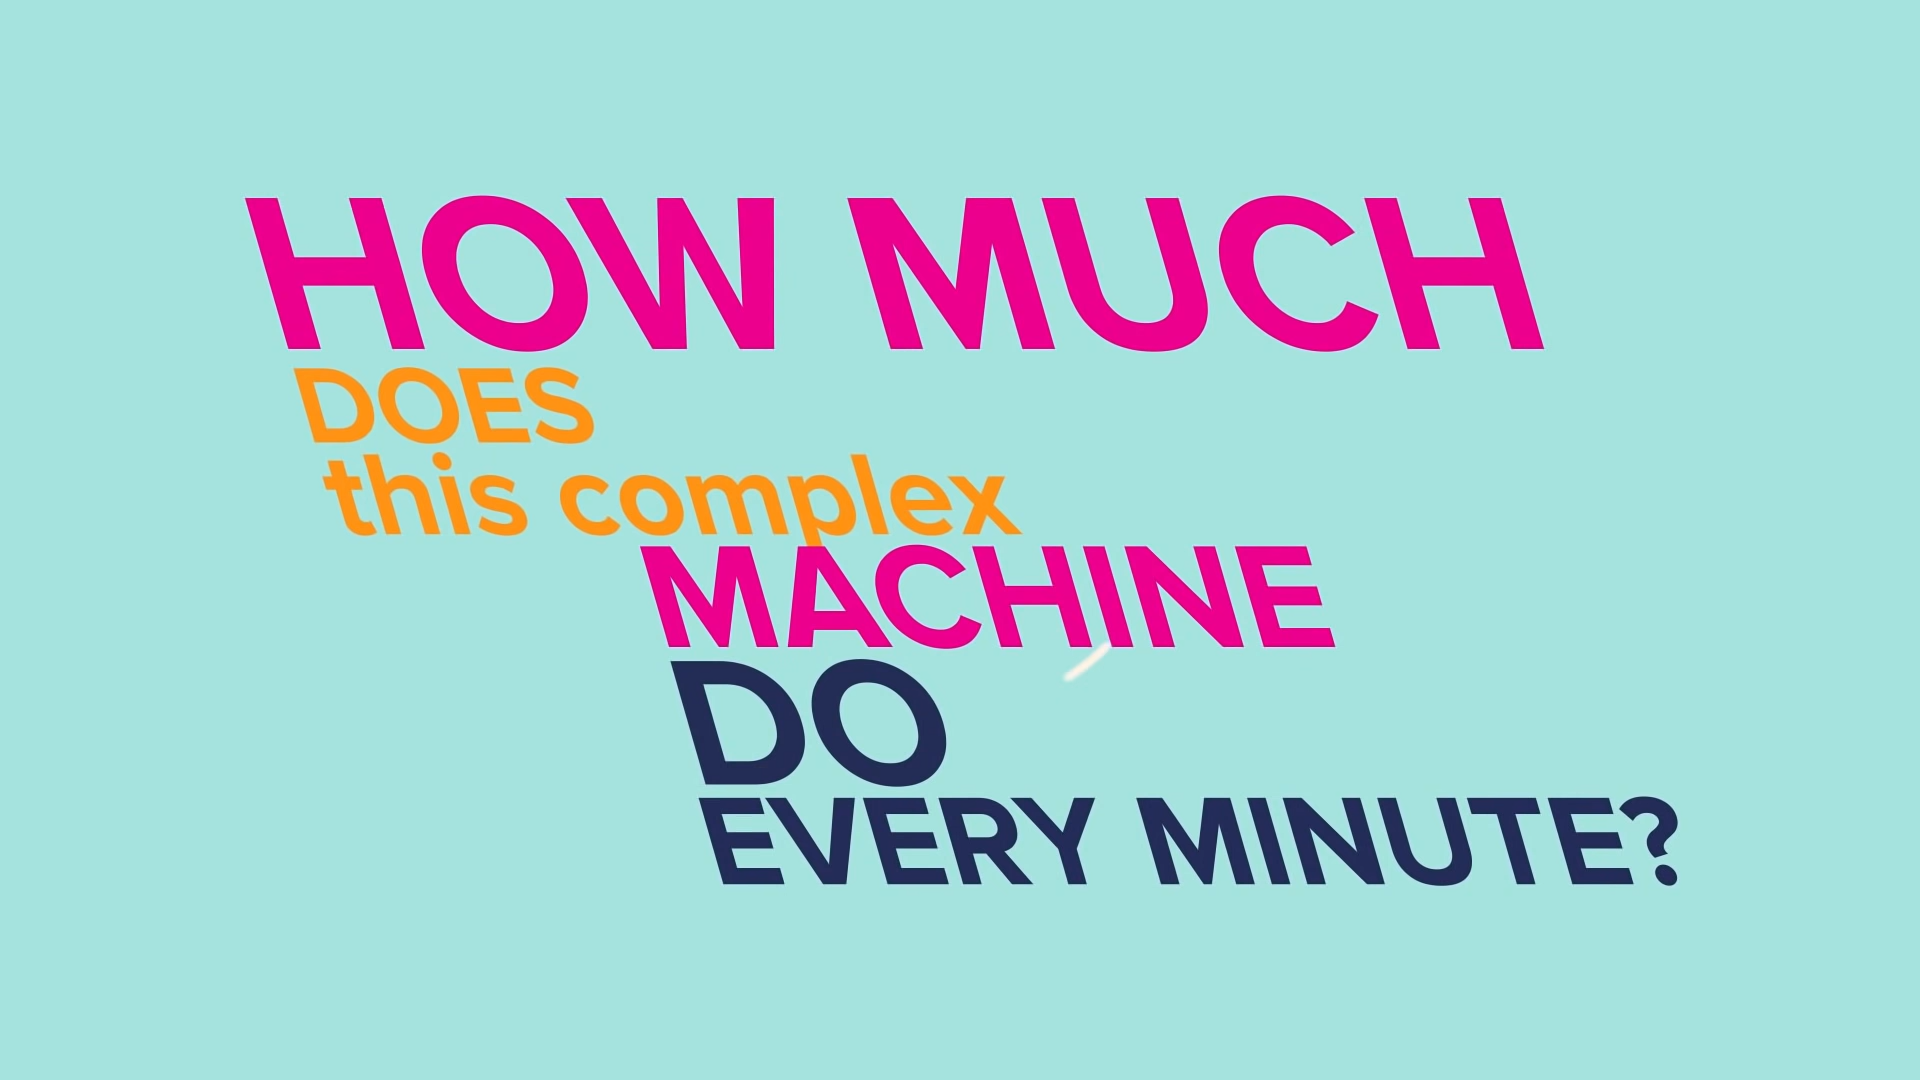 HOW MUCH
DOES
this complex
MACHINE
DO
EVERY MINUTE?